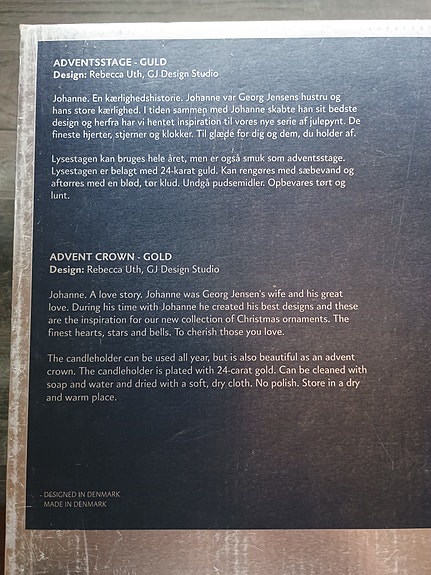 ADVENTSSTAGE - GULD
Design: Rebecca Uth, GJ Design Studio
Johanne. En kærlighedshistorie. Johanne var Georg Jensens hustru og
hans store kærlighed. I tiden sammen med Johanne skabte han sit bedste
design og herfra har vi hentet inspiration til vores nye serie af julepynt. De
fineste hjerter, stjerner og klokker. Til glæde for dig og dem, du holder af.
Lysestagen kan bruges hele året, men er også smuk som adventsstage.
Lysestagen er belagt med 24-karat guld. Kan rengøres med sæbevand og
aftørres med en blød, tør klud. Undgå pudsemidler. Opbevares tørt og
lunt.
ADVENT CROWN - GOLD
Design: Rebecca Uth, GJ Design Studio
Johanne. A love story. Johanne was Georg Jensen's wife and his great
love. During his time with Johanne he created his best designs and these
are the inspiration for our new collection of Christmas ornaments. The
finest hearts, stars and bells. To cherish those you love.
The candleholder can be used all year, but is also beautiful as an advent
crown. The candleholder is plated with 24-carat gold. Can be cleaned with
soap and water and dried with a soft, dry cloth. No polish. Store in a dry
and warm place.
DESIGNED IN DENMARK
MADE IN DENMARK